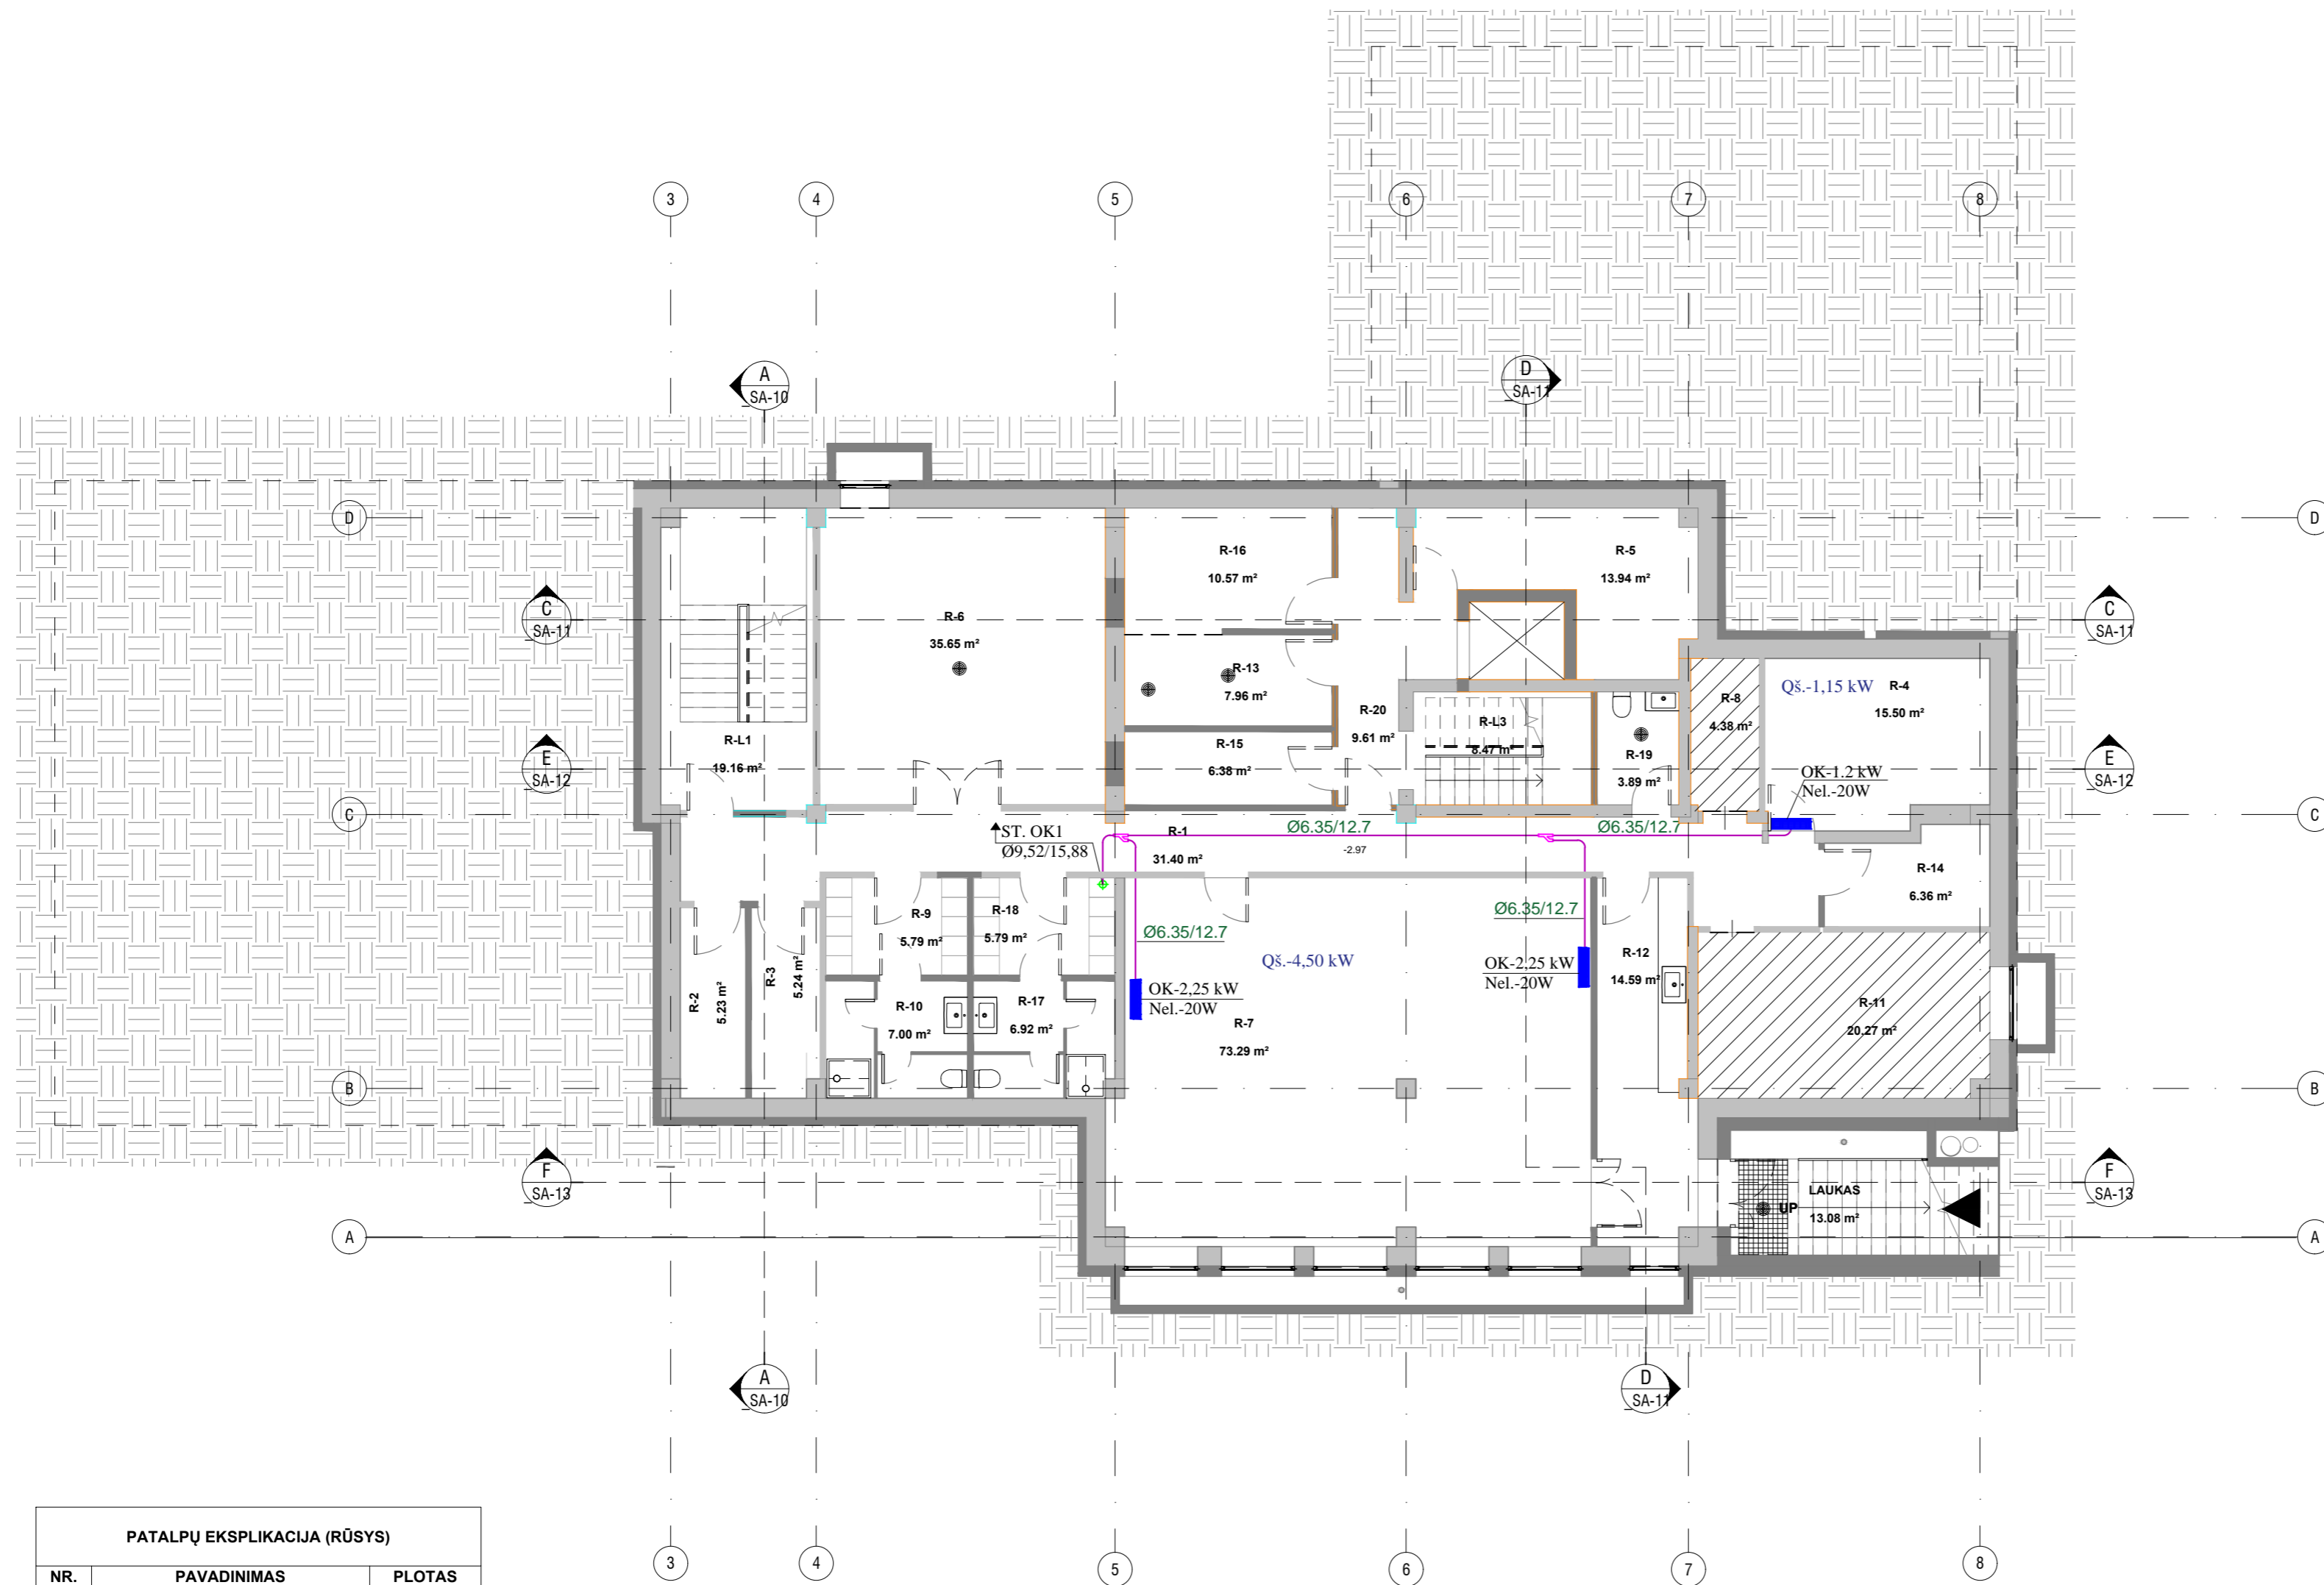 3
4
5
6
7
8
A
SA-10
D
SA-11
D
D
R-16
10.57 m²
R-5
13.94 m²
C
SA-11
C
SA-11
R-6
35.65 m²
R-13
7.96 m²
R-8
4.38 m²
Qš.-1,15 kW
R-4
15.50 m²
R-L1
19.16 m²
R-15
6.38 m²
R-20
9.61 m²
R-L3
8.47 m²
R-19
3.89 m²
E
SA-12
E
SA-12
OK-1.2 kW
Nel.-20W
C
C
ST. OK1
Ø9,52/15,88
R-1
31.40 m²
Ø6.35/12.7
-2.97
Ø6.35/12.7
R-14
6.36 m²
R-9
5.79 m²
R-18
5.79 m²
Ø6.35/12.7
Ø6.35/12.7
Qš.-4,50 kW
R-2
5.23 m²
R-3
5.24 m²
R-12
14.59 m²
OK-2,25 kW
Nel.-20W
OK-2,25 kW
Nel.-20W
R-10
7.00 m²
R-17
6.92 m²
R-7
73.29 m²
R-11
20,27 m²
B
B
F
SA-13
F
SA-13
LAUKAS
UP
13.08 m²
A
A
A
SA-10
D
SA-11
3
4
5
6
7
8
PATALPŲ EKSPLIKACIJA (RŪSYS)
NR. PAVADINIMAS PLOTAS